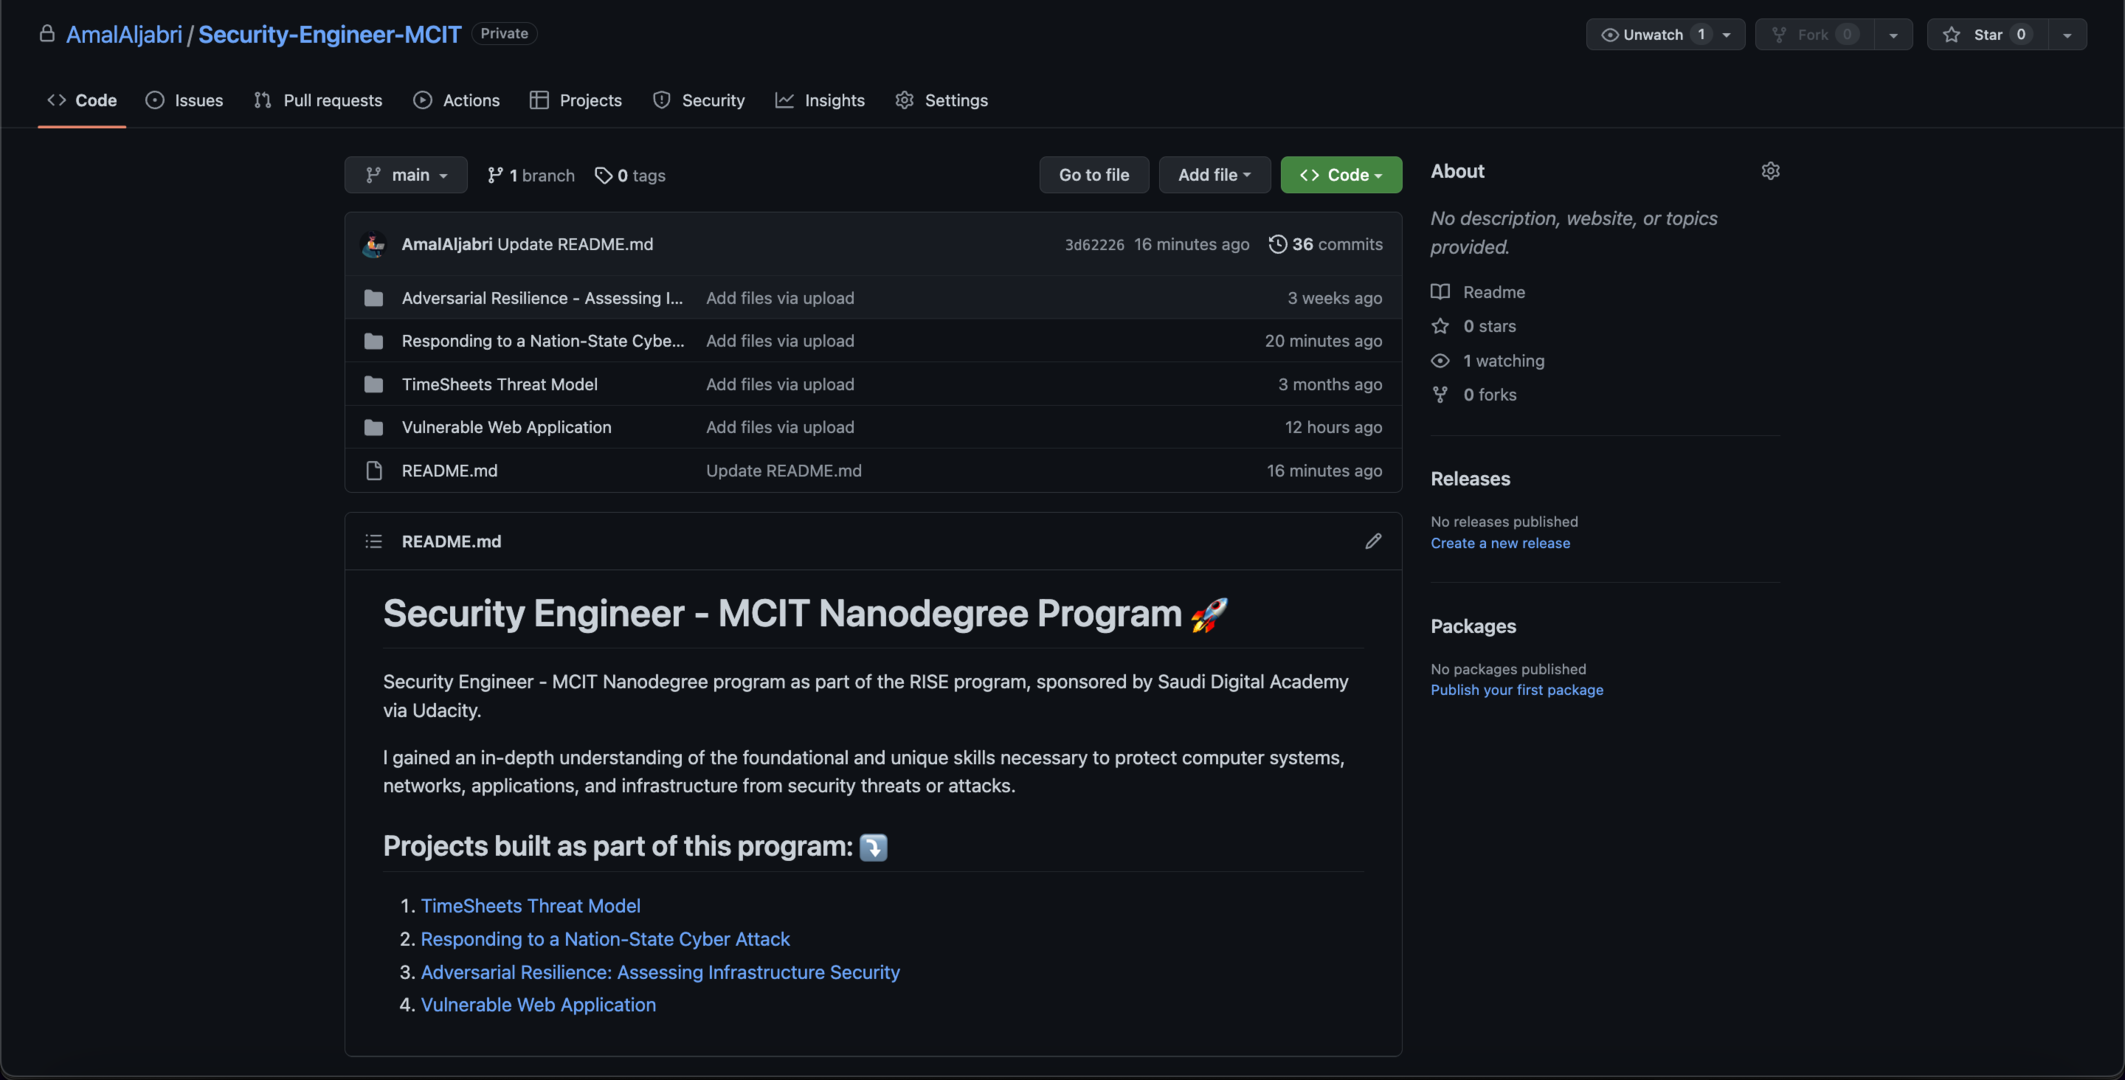 AmalAljabri / Security-Engineer-MCIT Private
Unwatch 1 Fork 0 Star 0
Code Issues Pull requests Actions Projects Security Insights Settings
main 1 branch 0 tags Go to file Add file Code
AmalAljabri Update README.md 3d62226 16 minutes ago 36 commits
Adversarial Resilience - Assessing I... Add files via upload 3 weeks ago
Responding to a Nation-State Cybe... Add files via upload 20 minutes ago
TimeSheets Threat Model Add files via upload 3 months ago
Vulnerable Web Application Add files via upload 12 hours ago
README.md Update README.md 16 minutes ago
README.md
Security Engineer - MCIT Nanodegree Program 🚀
Security Engineer - MCIT Nanodegree program as part of the RISE program, sponsored by Saudi Digital Academy
via Udacity.
I gained an in-depth understanding of the foundational and unique skills necessary to protect computer systems,
networks, applications, and infrastructure from security threats or attacks.
Projects built as part of this program: ⤵️
1. TimeSheets Threat Model
2. Responding to a Nation-State Cyber Attack
3. Adversarial Resilience: Assessing Infrastructure Security
4. Vulnerable Web Application
About
No description, website, or topics
provided.
Readme
0 stars
1 watching
0 forks
Releases
No releases published
Create a new release
Packages
No packages published
Publish your first package